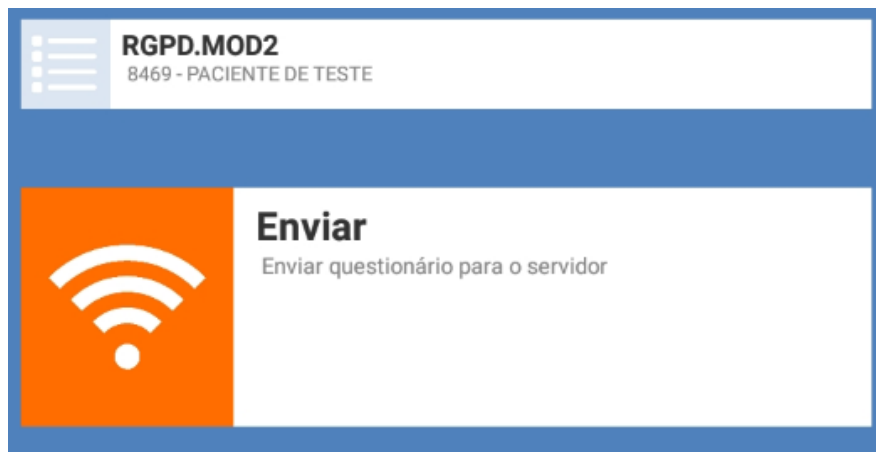 RGPD.MOD2
8469 - PACIENTE DE TESTE
Enviar
Enviar questionário para o servidor